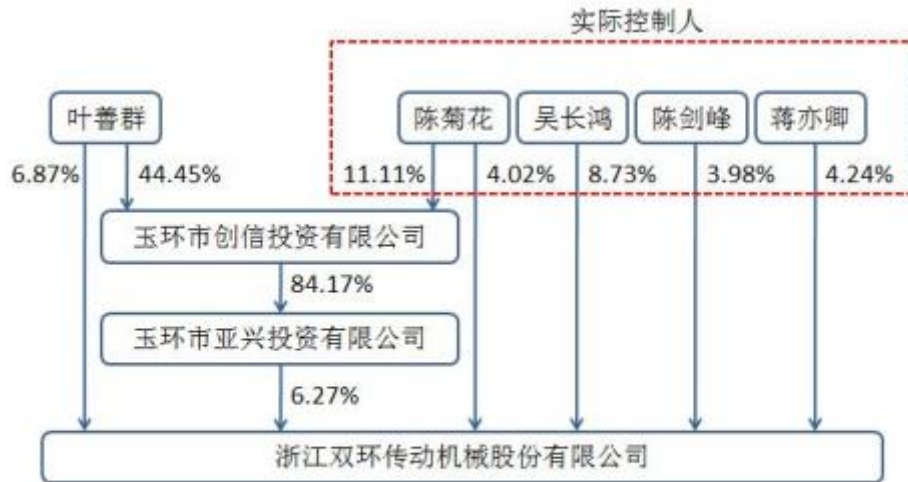 实际控制人
叶善群
陈菊花
吴长鸿
陈剑峰
蒋亦卿
6.87%
44.45%
11.11%
4.02%
8.73%
3.98%
4.24%
玉环市创信投资有限公司
84.17%
玉环市亚兴投资有限公司
6.27%
浙江双环传动机械股份有限公司